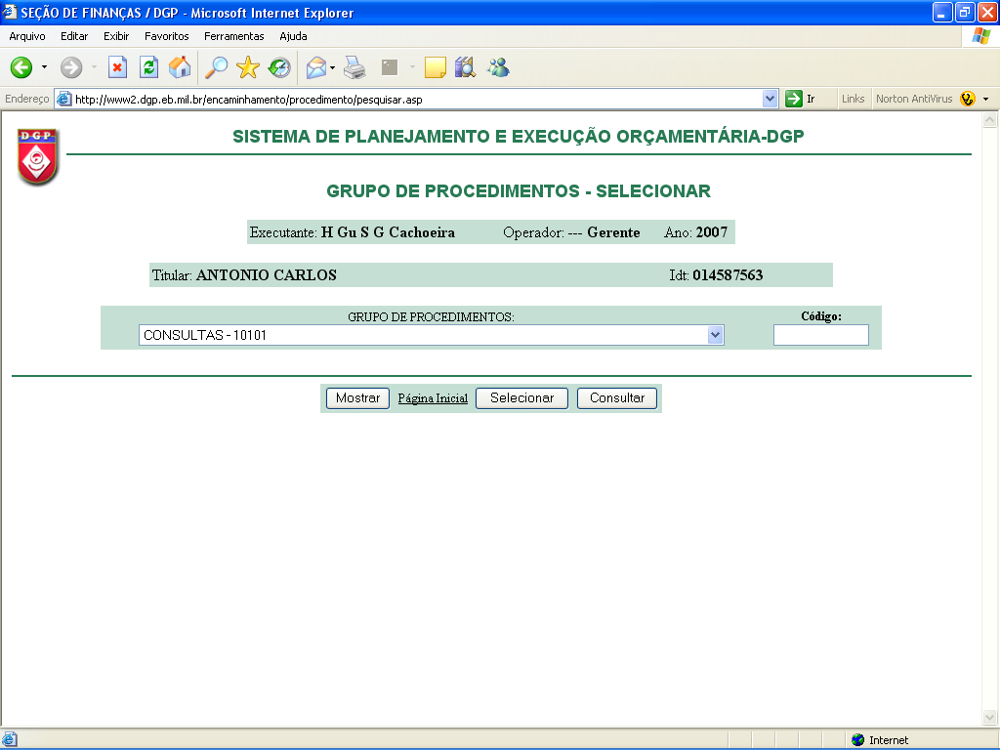 SEÇÃO DE FINANÇAS / DGP - Microsoft Internet Explorer
Arquivo Editar Exibir Favoritos Ferramentas Ajuda
Endereço http://www2.dgp.eb.mil.br/encaminhamento/procedimento/pesquisar.asp Ir Links Norton AntiVirus
DGP
SISTEMA DE PLANEJAMENTO E EXECUÇÃO ORÇAMENTÁRIA-DGP
GRUPO DE PROCEDIMENTOS - SELECIONAR
Executante: H Gu S G Cachoeira Operador: --- Gerente Ano: 2007
Titular: ANTONIO CARLOS Idt: 014587563
GRUPO DE PROCEDIMENTOS: Código:
CONSULTAS - 10101
Mostrar Página Inicial Selecionar Consultar
Internet